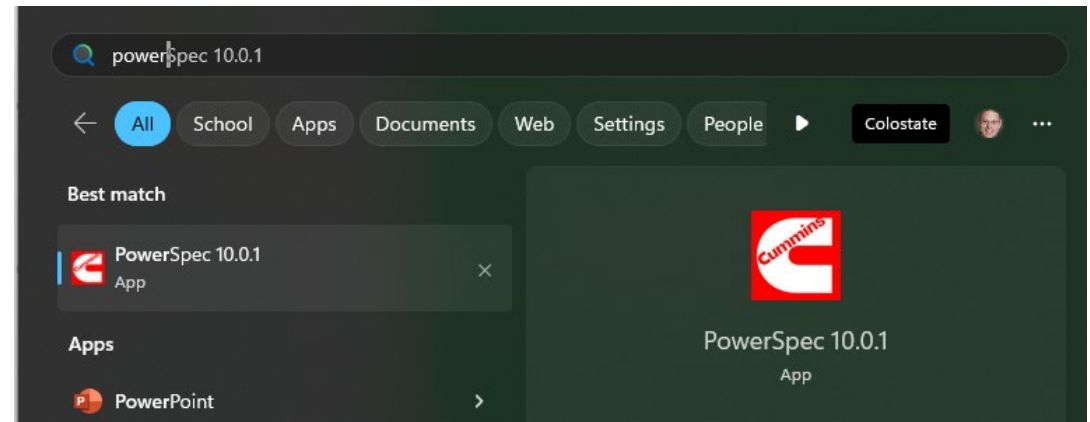 powerSpec 10.0.1
All School Apps Documents Web Settings People Colostate
Best match
PowerSpec 10.0.1
App
Apps
PowerPoint
Cummins
PowerSpec 10.0.1
App